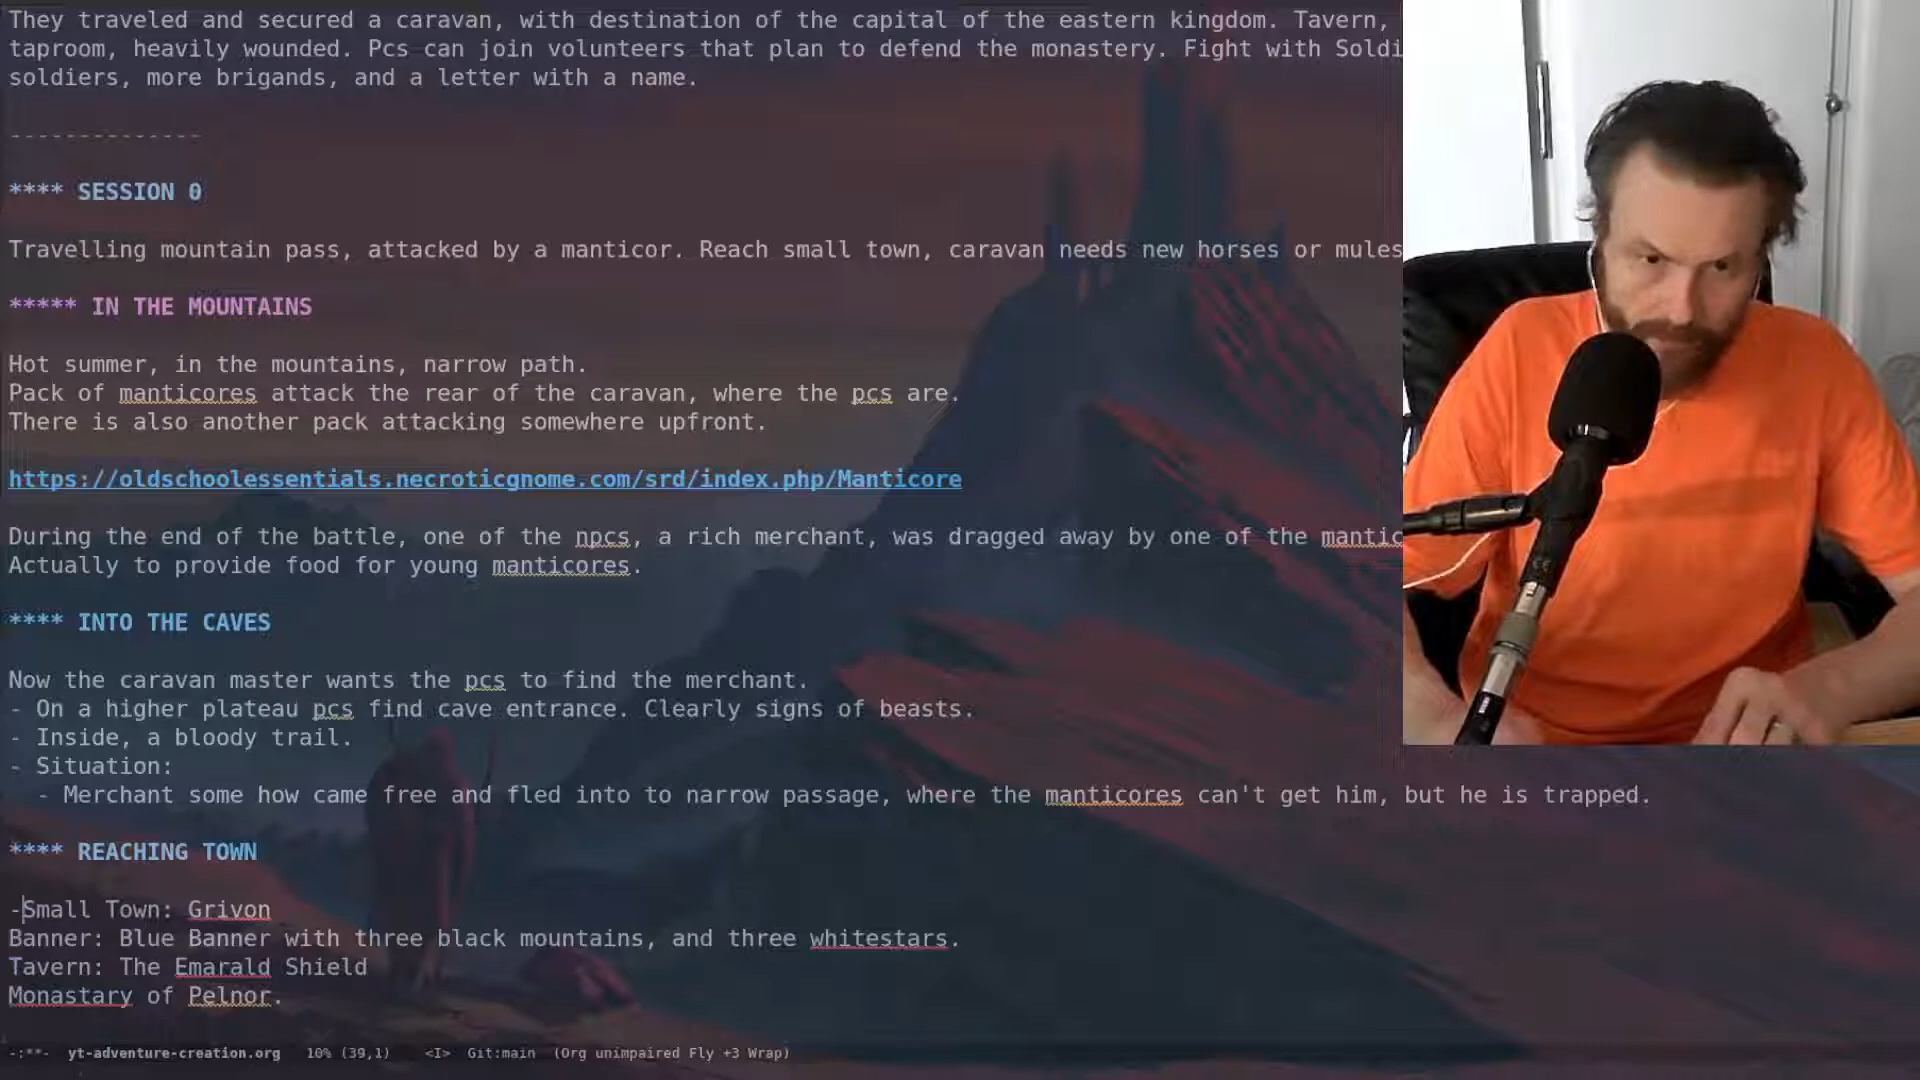 They traveled and secured a caravan, with destination of the capital of the eastern kingdom. Tavern,
taproom, heavily wounded. Pcs can join volunteers that plan to defend the monastery. Fight with Soldi
soldiers, more brigands, and a letter with a name.
--------------
**** SESSION 0
Travelling mountain pass, attacked by a manticor. Reach small town, caravan needs new horses or mules
***** IN THE MOUNTAINS
Hot summer, in the mountains, narrow path.
Pack of manticores attack the rear of the caravan, where the pcs are.
There is also another pack attacking somewhere upfront.
https://oldschoolessentials.necroticgnome.com/srd/index.php/Manticore
During the end of the battle, one of the npcs, a rich merchant, was dragged away by one of the mantic
Actually to provide food for young manticores.
**** INTO THE CAVES
Now the caravan master wants the pcs to find the merchant.
- On a higher plateau pcs find cave entrance. Clearly signs of beasts.
- Inside, a bloody trail.
- Situation:
- Merchant some how came free and fled into to narrow passage, where the manticores can't get him, but he is trapped.
**** REACHING TOWN
-Small Town: Grivon
Banner: Blue Banner with three black mountains, and three whitestars.
Tavern: The Emarald Shield
Monastary of Pelnor.
-:**- yt-adventure-creation.org 10% (39,1) <I> Git:main (Org unimpaired Fly +3 Wrap)